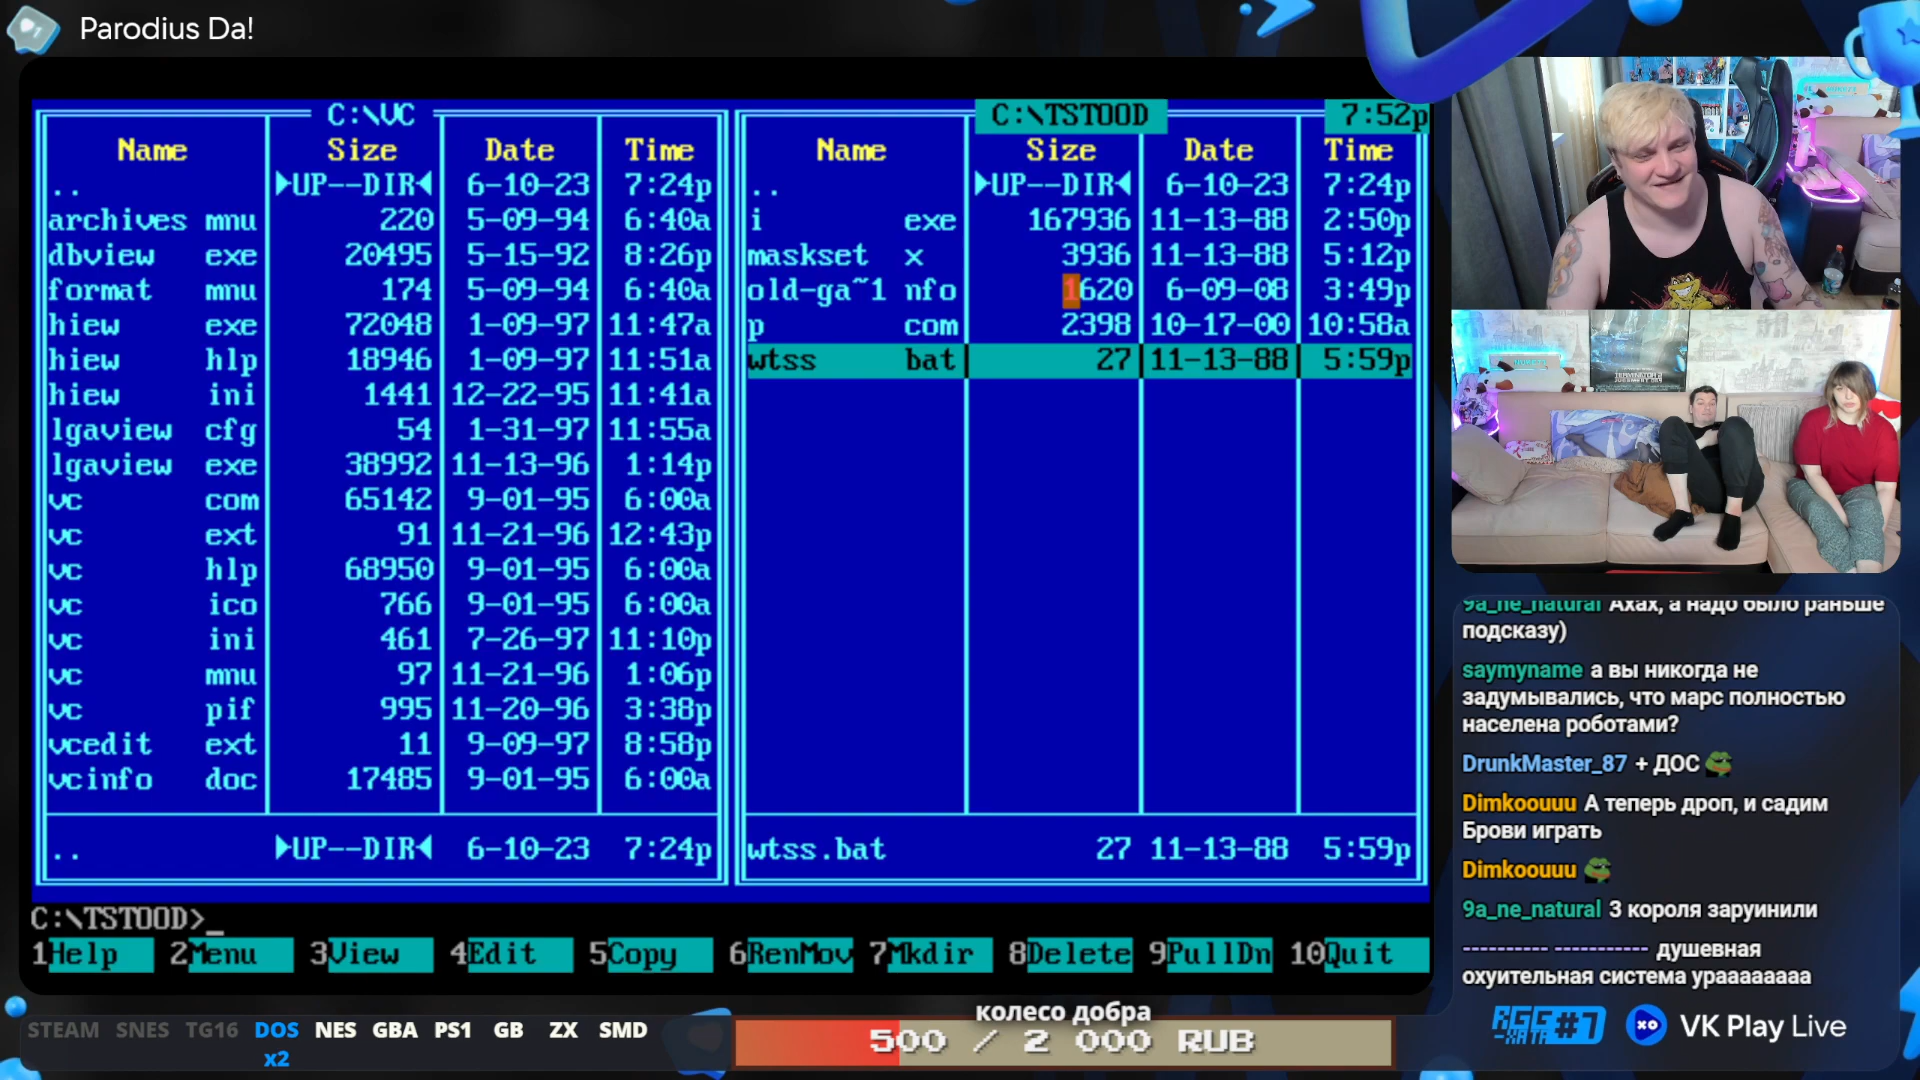 Parodius Da!
C:\VC
Name Size Date Time
.. ►UP--DIR◄ 6-10-23 7:24p
archives mnu 220 5-09-94 6:40a
dbview exe 20495 5-15-92 8:26p
format mnu 174 5-09-94 6:40a
hiew exe 72048 1-09-97 11:47a
hiew hlp 18946 1-09-97 11:51a
hiew ini 1441 12-22-95 11:41a
lgaview cfg 54 1-31-97 11:55a
lgaview exe 38992 11-13-96 1:14p
vc com 65142 9-01-95 6:00a
vc ext 91 11-21-96 12:43p
vc hlp 68950 9-01-95 6:00a
vc ico 766 9-01-95 6:00a
vc ini 461 7-26-97 11:10p
vc mnu 97 11-21-96 1:06p
vc pif 995 11-20-96 3:38p
vcedit ext 11 9-09-97 8:58p
vcinfo doc 17485 9-01-95 6:00a
.. ►UP--DIR◄ 6-10-23 7:24p
C:\TSTOOD 7:52p
Name Size Date Time
.. ►UP--DIR◄ 6-10-23 7:24p
i exe 167936 11-13-88 2:50p
maskset x 3936 11-13-88 5:12p
old-ga~1 nfo 1620 6-09-08 3:49p
p com 2398 10-17-00 10:58a
wtss bat 27 11-13-88 5:59p
wtss.bat 27 11-13-88 5:59p
C:\TSTOOD>_
1Help 2Menu 3View 4Edit 5Copy 6RenMov 7Mkdir 8Delete 9PullDn 10Quit
TERMINATOR 2
9a_ne_natural Ахах, а надо было раньше
подсказу)
saymyname а вы никогда не
задумывались, что марс полностью
населена роботами?
DrunkMaster_87 + ДОС
Dimkoouuu А теперь дроп, и садим
Брови играть
Dimkoouuu
9a_ne_natural 3 короля заруинили
---------- ----------- душевная
охуительная система урааааааа
STEAM SNES TG16 DOS NES GBA PS1 GB ZX SMD
x2
колесо добра
500 / 2 000 RUB
RGG #7
-ХАТА
VK Play Live